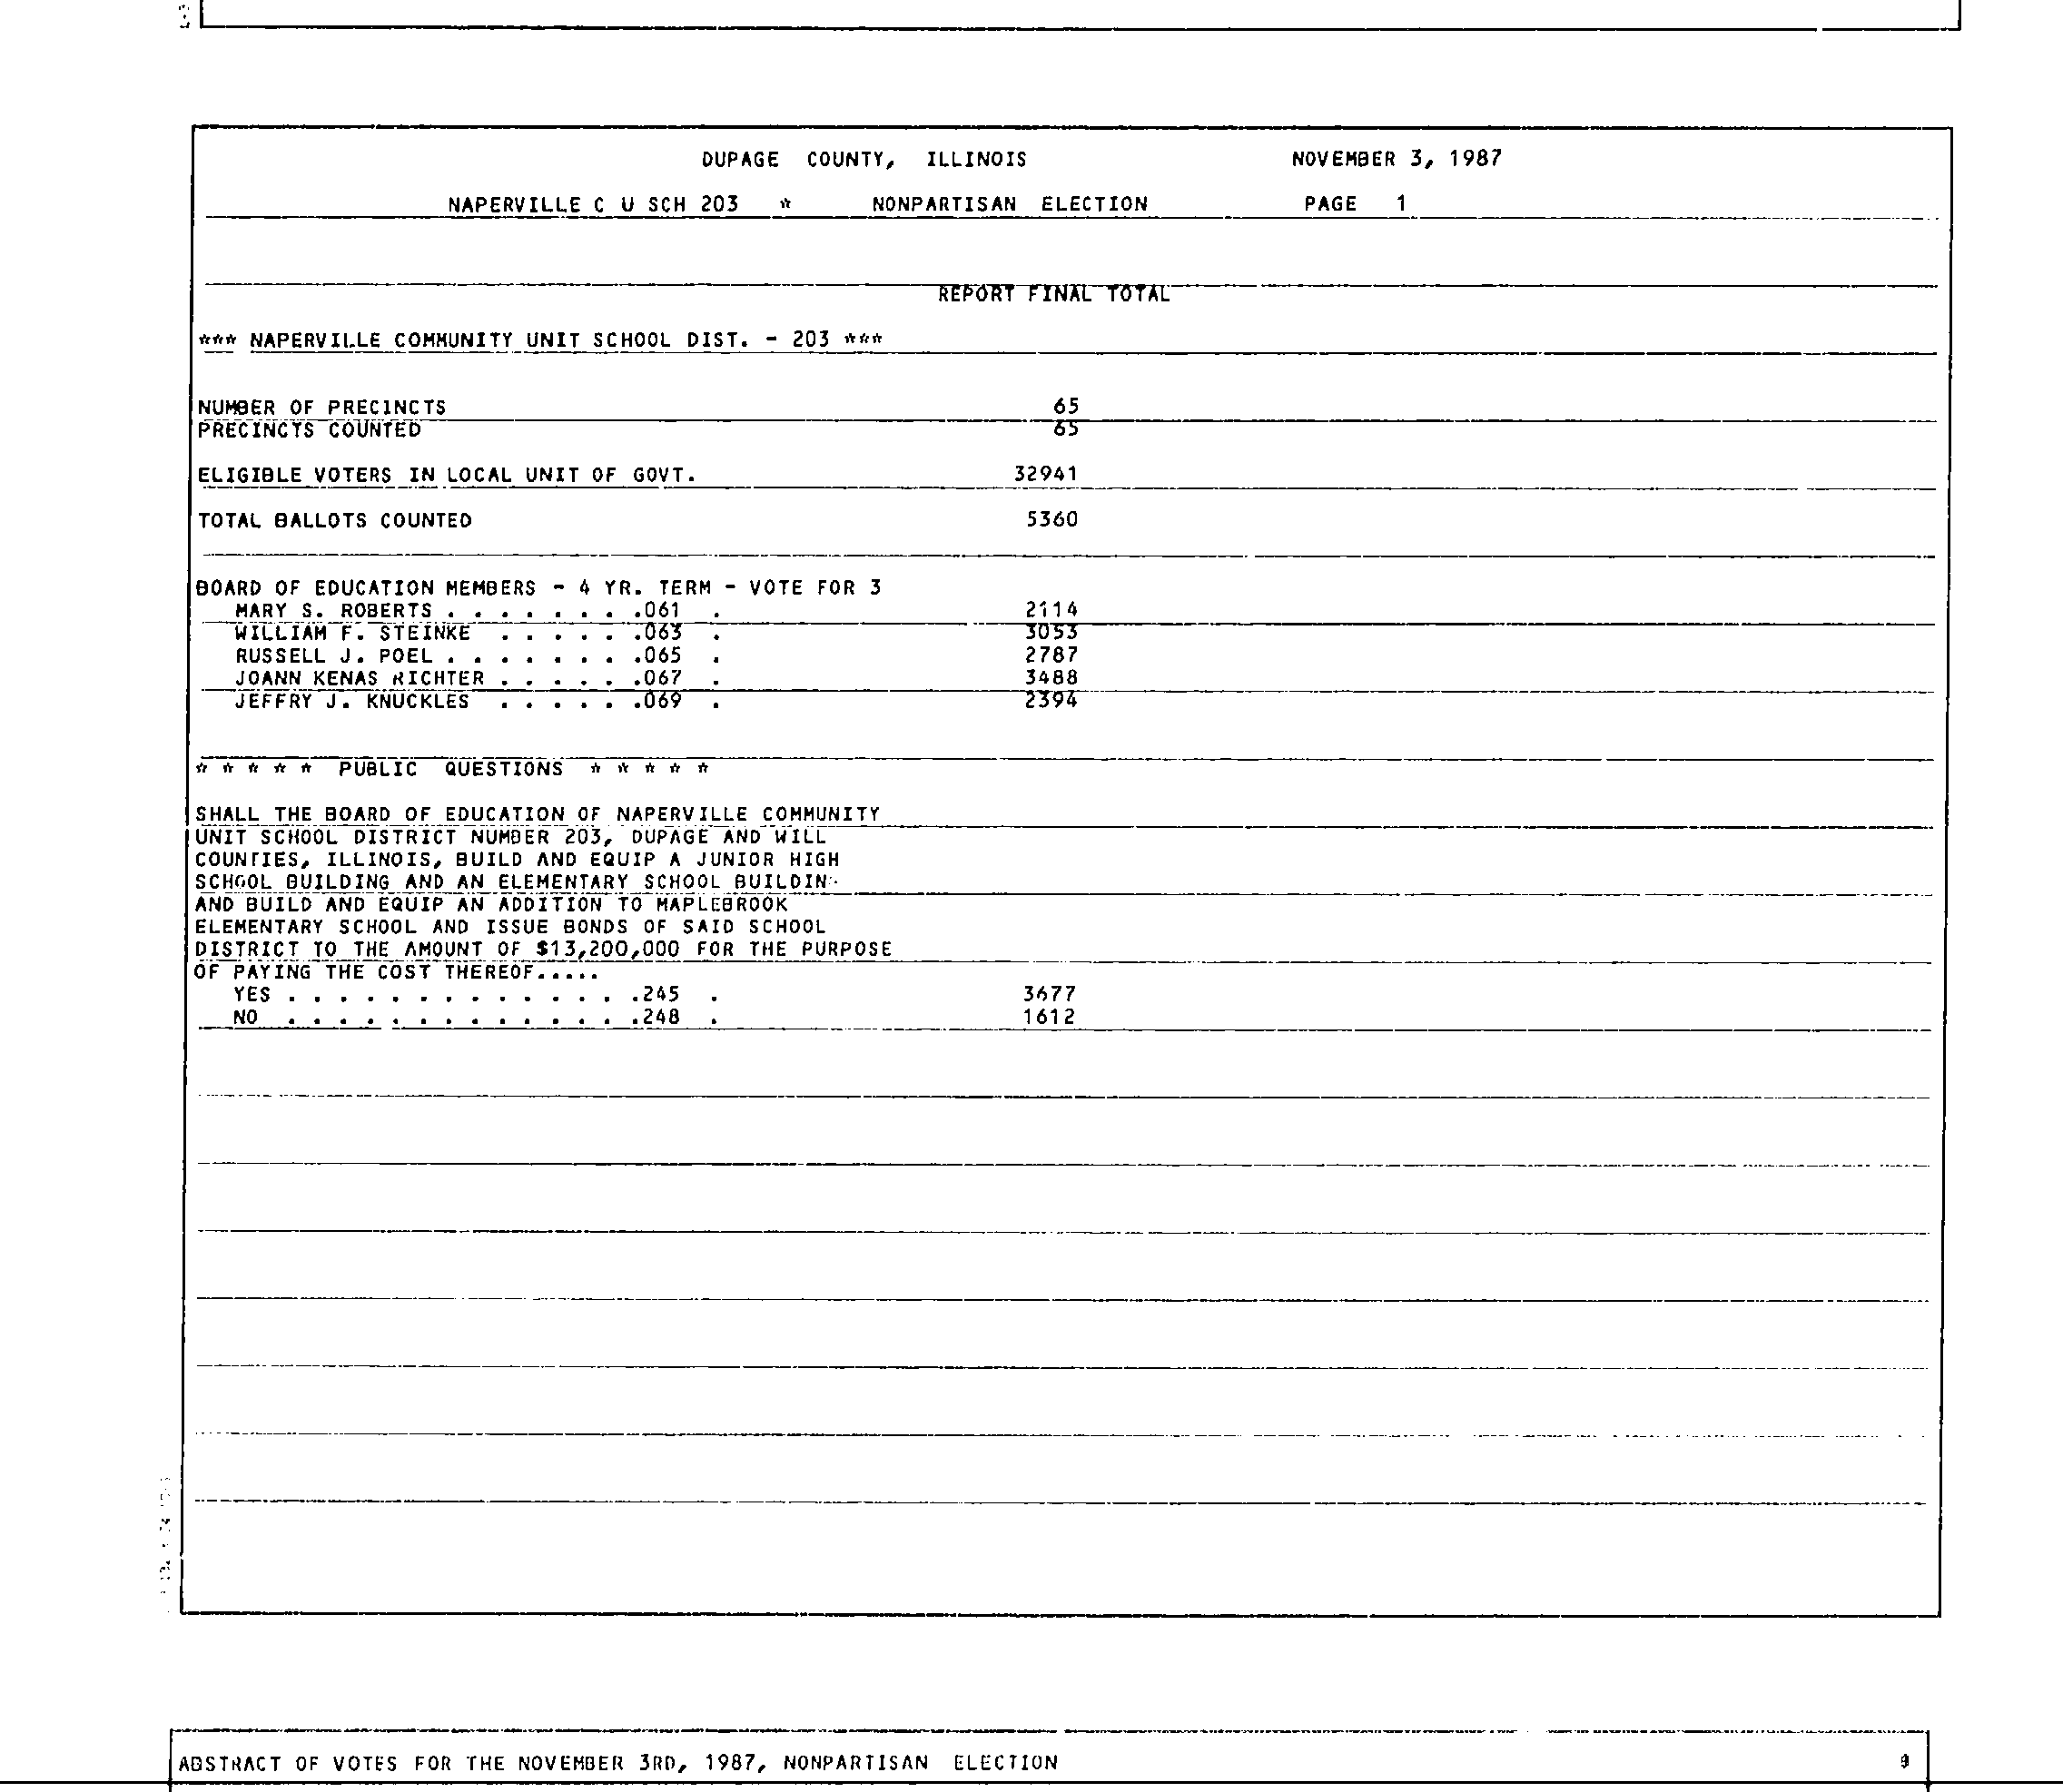 DUPAGE COUNTY, ILLINOIS NOVEMBER 3, 1987
NAPERVILLE C U SCH 203 * NONPARTISAN ELECTION PAGE 1
REPORT FINAL TOTAL
*** NAPERVILLE COMMUNITY UNIT SCHOOL DIST. - 203 ***
NUMBER OF PRECINCTS 65
PRECINCTS COUNTED 65
ELIGIBLE VOTERS IN LOCAL UNIT OF GOVT. 32941
TOTAL BALLOTS COUNTED 5360
BOARD OF EDUCATION MEMBERS - 4 YR. TERM - VOTE FOR 3
MARY S. ROBERTS . . . . . . . .061 . 2114
WILLIAM F. STEINKE . . . . . .063 . 3053
RUSSELL J. POEL . . . . . . . .065 . 2787
JOANN KENAS RICHTER . . . . . .067 . 3488
JEFFRY J. KNUCKLES . . . . . .069 . 2394
* * * * * PUBLIC QUESTIONS * * * * *
SHALL THE BOARD OF EDUCATION OF NAPERVILLE COMMUNITY
UNIT SCHOOL DISTRICT NUMBER 203, DUPAGE AND WILL
COUNTIES, ILLINOIS, BUILD AND EQUIP A JUNIOR HIGH
SCHOOL BUILDING AND AN ELEMENTARY SCHOOL BUILDIN
AND BUILD AND EQUIP AN ADDITION TO MAPLEBROOK
ELEMENTARY SCHOOL AND ISSUE BONDS OF SAID SCHOOL
DISTRICT TO THE AMOUNT OF $13,200,000 FOR THE PURPOSE
OF PAYING THE COST THEREOF.....
YES . . . . . . . . . . . . . .245 . 3677
NO . . . . . . . . . . . . . .248 . 1612
ABSTRACT OF VOTES FOR THE NOVEMBER 3RD, 1987, NONPARTISAN ELECTION